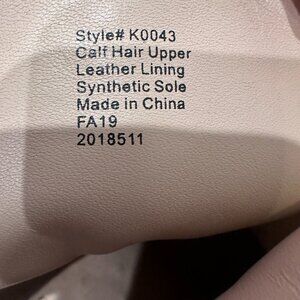 Style# K0043
Calf Hair Upper
Leather Lining
Synthetic Sole
Made in China
FA19
2018511